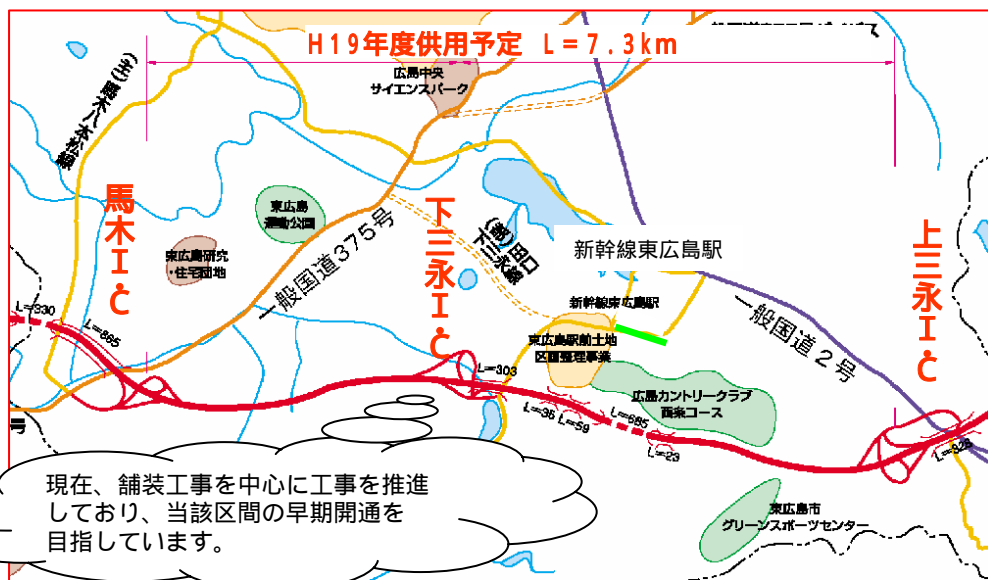 H19年度供用予定 L=7.3km
広島中央
サイエンスパーク
(主)馬木八本松線
馬木I・C
東広島
運動公園
東広島研究
・住宅団地
一般国道375号
下三永I・C
(都)田口
下三永線
新幹線東広島駅
新幹線東広島駅
上三永I・C
一般国道2号
東広島駅前土地
区画整理事業
広島カントリークラブ
西条コース
L=330
L=865
L=303
L=36
L=59
L=685
L=23
L=328
号
現在、舗装工事を中心に工事を推進
しており、当該区間の早期開通を
目指しています。
東広島市
グリーンスポーツセンター